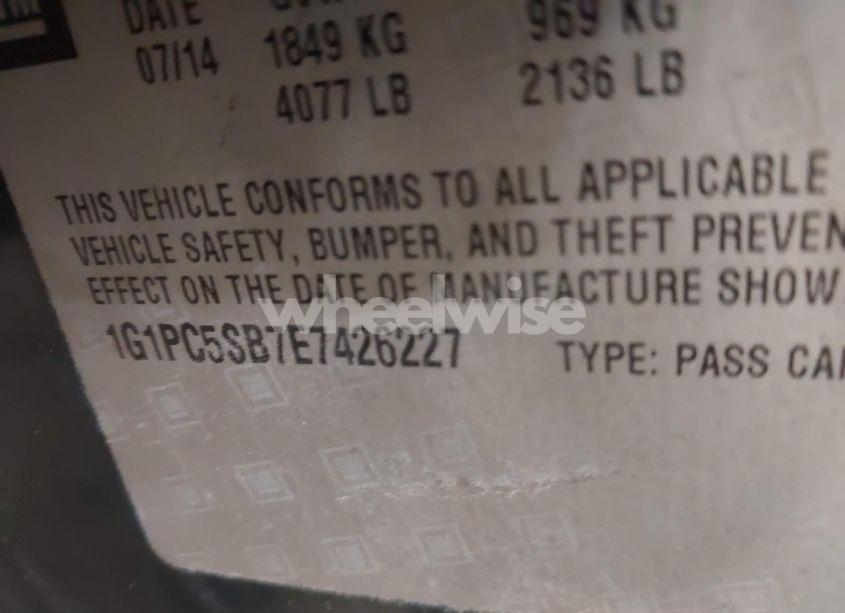 DATE
07/14 1849 KG 969 KG
4077 LB 2136 LB
THIS VEHICLE CONFORMS TO ALL APPLICABLE
VEHICLE SAFETY, BUMPER, AND THEFT PREVEN
EFFECT ON THE DATE OF MANUFACTURE SHOW
wheelwise
1G1PC5SB7E7426227 TYPE: PASS CAR